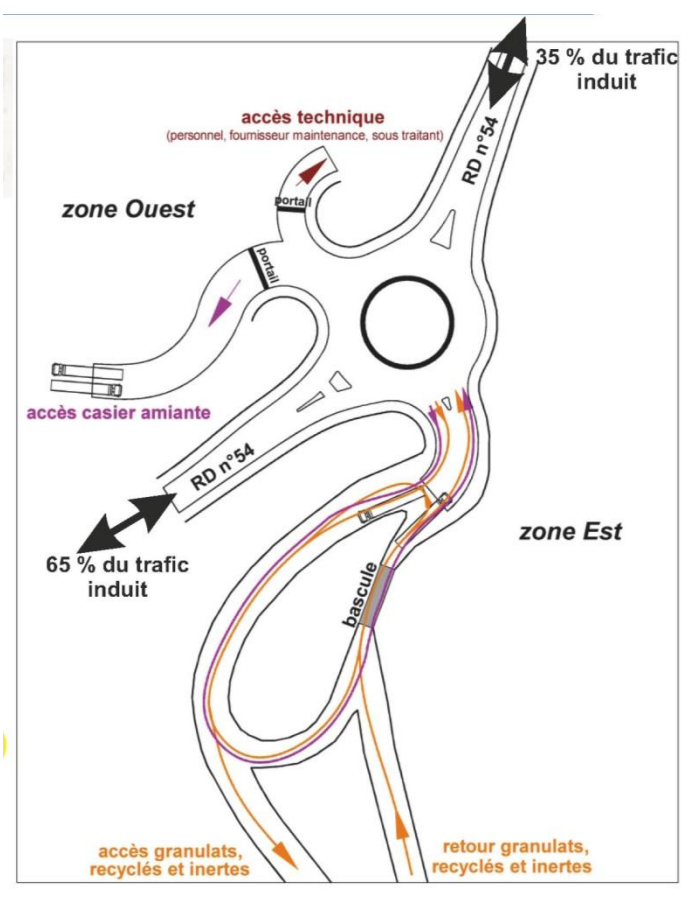 35 % du trafic
induit
RD n°54
accès technique
(personnel, fournisseur maintenance, sous traitant)
portail
zone Ouest
portail
accès casier amiante
RD n°54
65 % du trafic
induit
zone Est
bascule
accès granulats,
recyclés et inertes
retour granulats,
recyclés et inertes